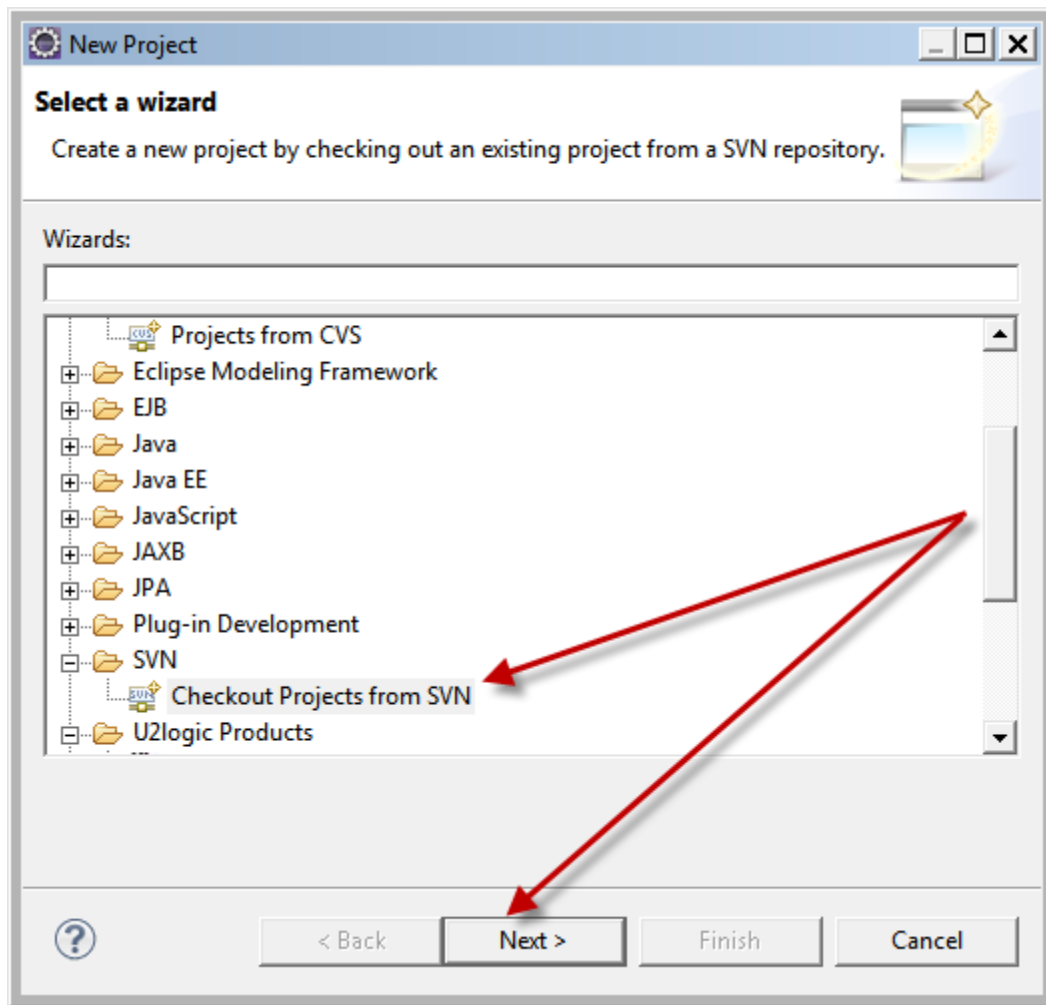 New Project
Select a wizard
Create a new project by checking out an existing project from a SVN repository.
Wizards:
CVS Projects from CVS
Eclipse Modeling Framework
EJB
Java
Java EE
JavaScript
JAXB
JPA
Plug-in Development
SVN
SVN Checkout Projects from SVN
U2logic Products
?
< Back
Next >
Finish
Cancel